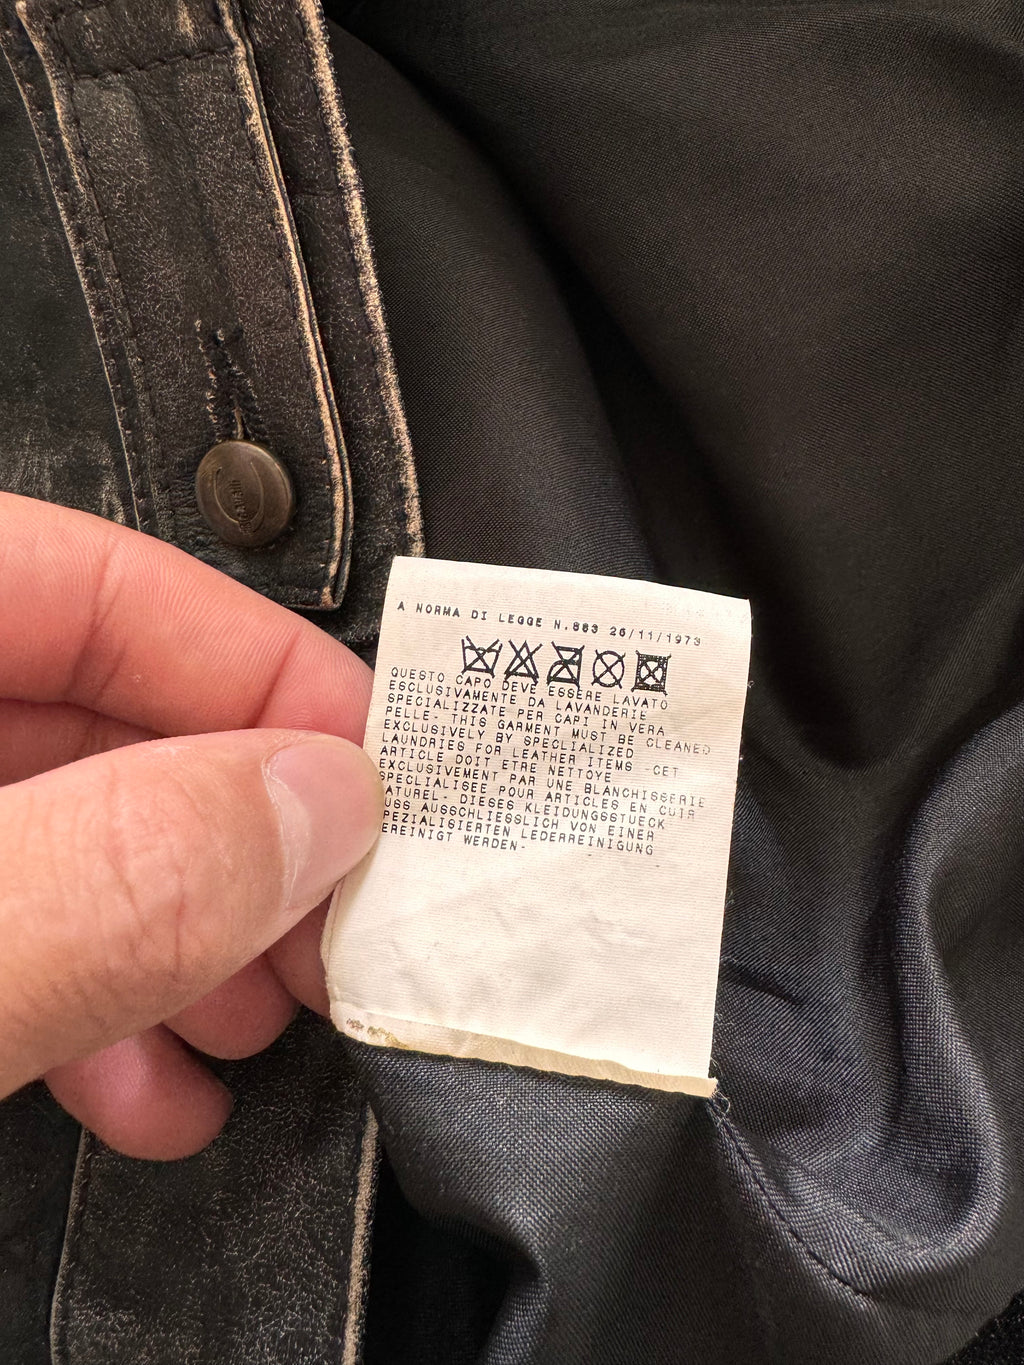 A NORMA DI LEGGE N.883 26/11/1973
QUESTO CAPO DEVE ESSERE LAVATO
ESCLUSIVAMENTE DA LAVANDERIE
SPECIALIZZATE PER CAPI IN VERA
PELLE- THIS GARMENT MUST BE CLEANED
EXCLUSIVELY BY SPECLIALIZED
LAUNDRIES FOR LEATHER ITEMS -CET
ARTICLE DOIT ETRE NETTOYE
EXCLUSIVEMENT PAR UNE BLANCHISSERIE
SPECIALISEE POUR ARTICLES EN CUIR
ATUREL- DIESES KLEIDUNGSSTUECK
USS AUSSCHLIESSLICH VON EINER
PEZIALISIERTEN LEDERREINIGUNG
EREINIGT WERDEN-